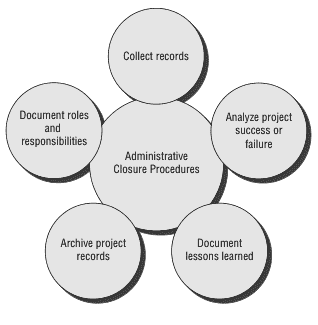 Collect records
Document roles
and
responsibilities
Analyze project
success or
failure
Administrative
Closure Procedures
Archive project
records
Document
lessons learned